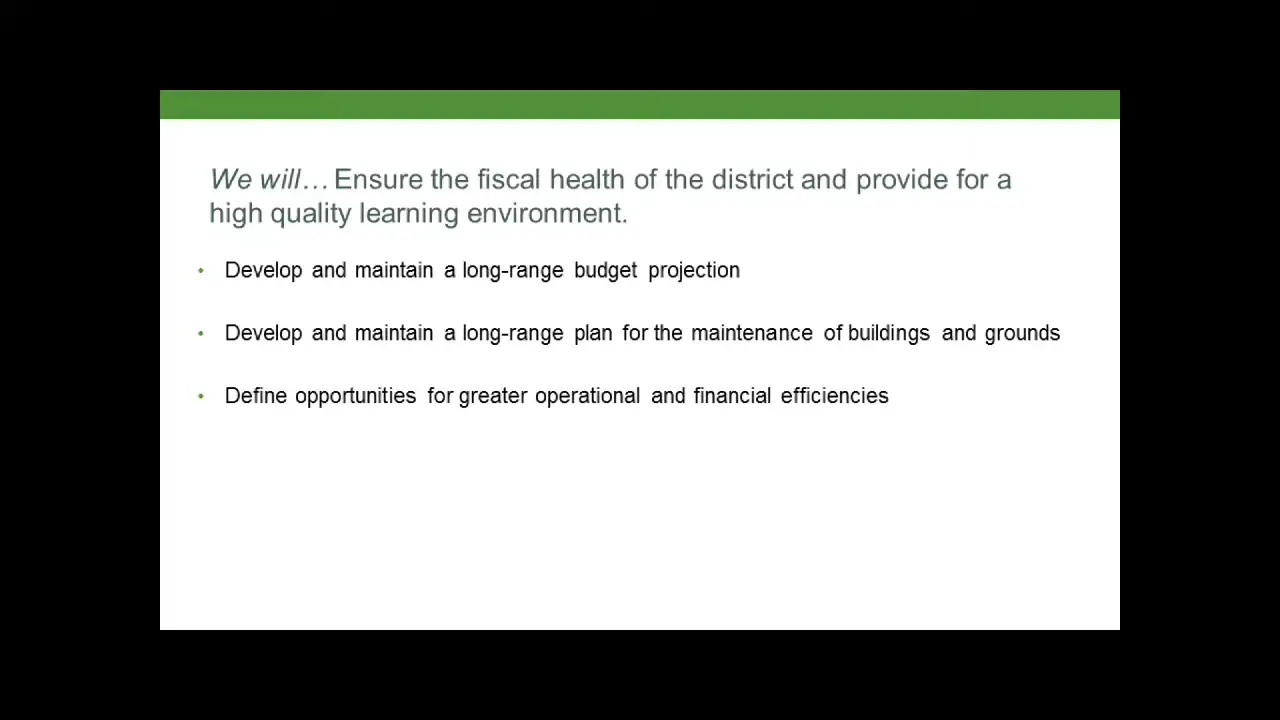 We will… Ensure the fiscal health of the district and provide for a
high quality learning environment.
• Develop and maintain a long-range budget projection
• Develop and maintain a long-range plan for the maintenance of buildings and grounds
• Define opportunities for greater operational and financial efficiencies